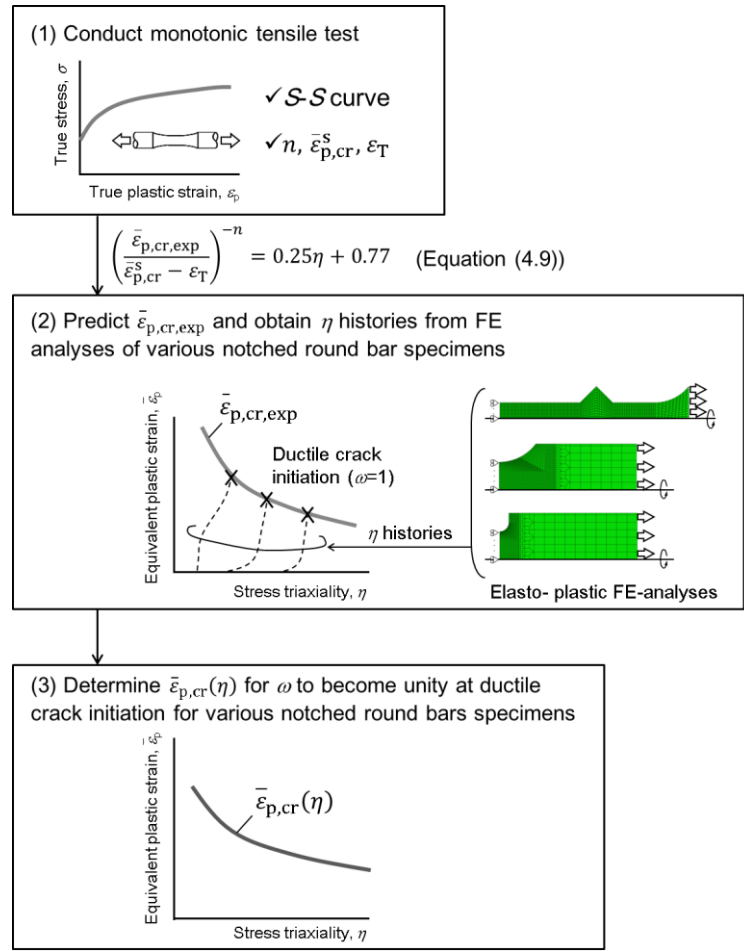 (1) Conduct monotonic tensile test
True stress, σ
✓S-S curve
✓n, ε̄ˢp,cr, εT
True plastic strain, εp
(ε̄p,cr,exp / (ε̄ˢp,cr − εT))⁻ⁿ = 0.25η + 0.77 (Equation (4.9))
(2) Predict ε̄p,cr,exp and obtain η histories from FE
analyses of various notched round bar specimens
Equivalent plastic strain, ε̄p
ε̄p,cr,exp
Ductile crack
initiation (ω=1)
η histories
Stress triaxiality, η
Elasto- plastic FE-analyses
(3) Determine ε̄p,cr(η) for ω to become unity at ductile
crack initiation for various notched round bars specimens
Equivalent plastic strain, ε̄p
ε̄p,cr(η)
Stress triaxiality, η